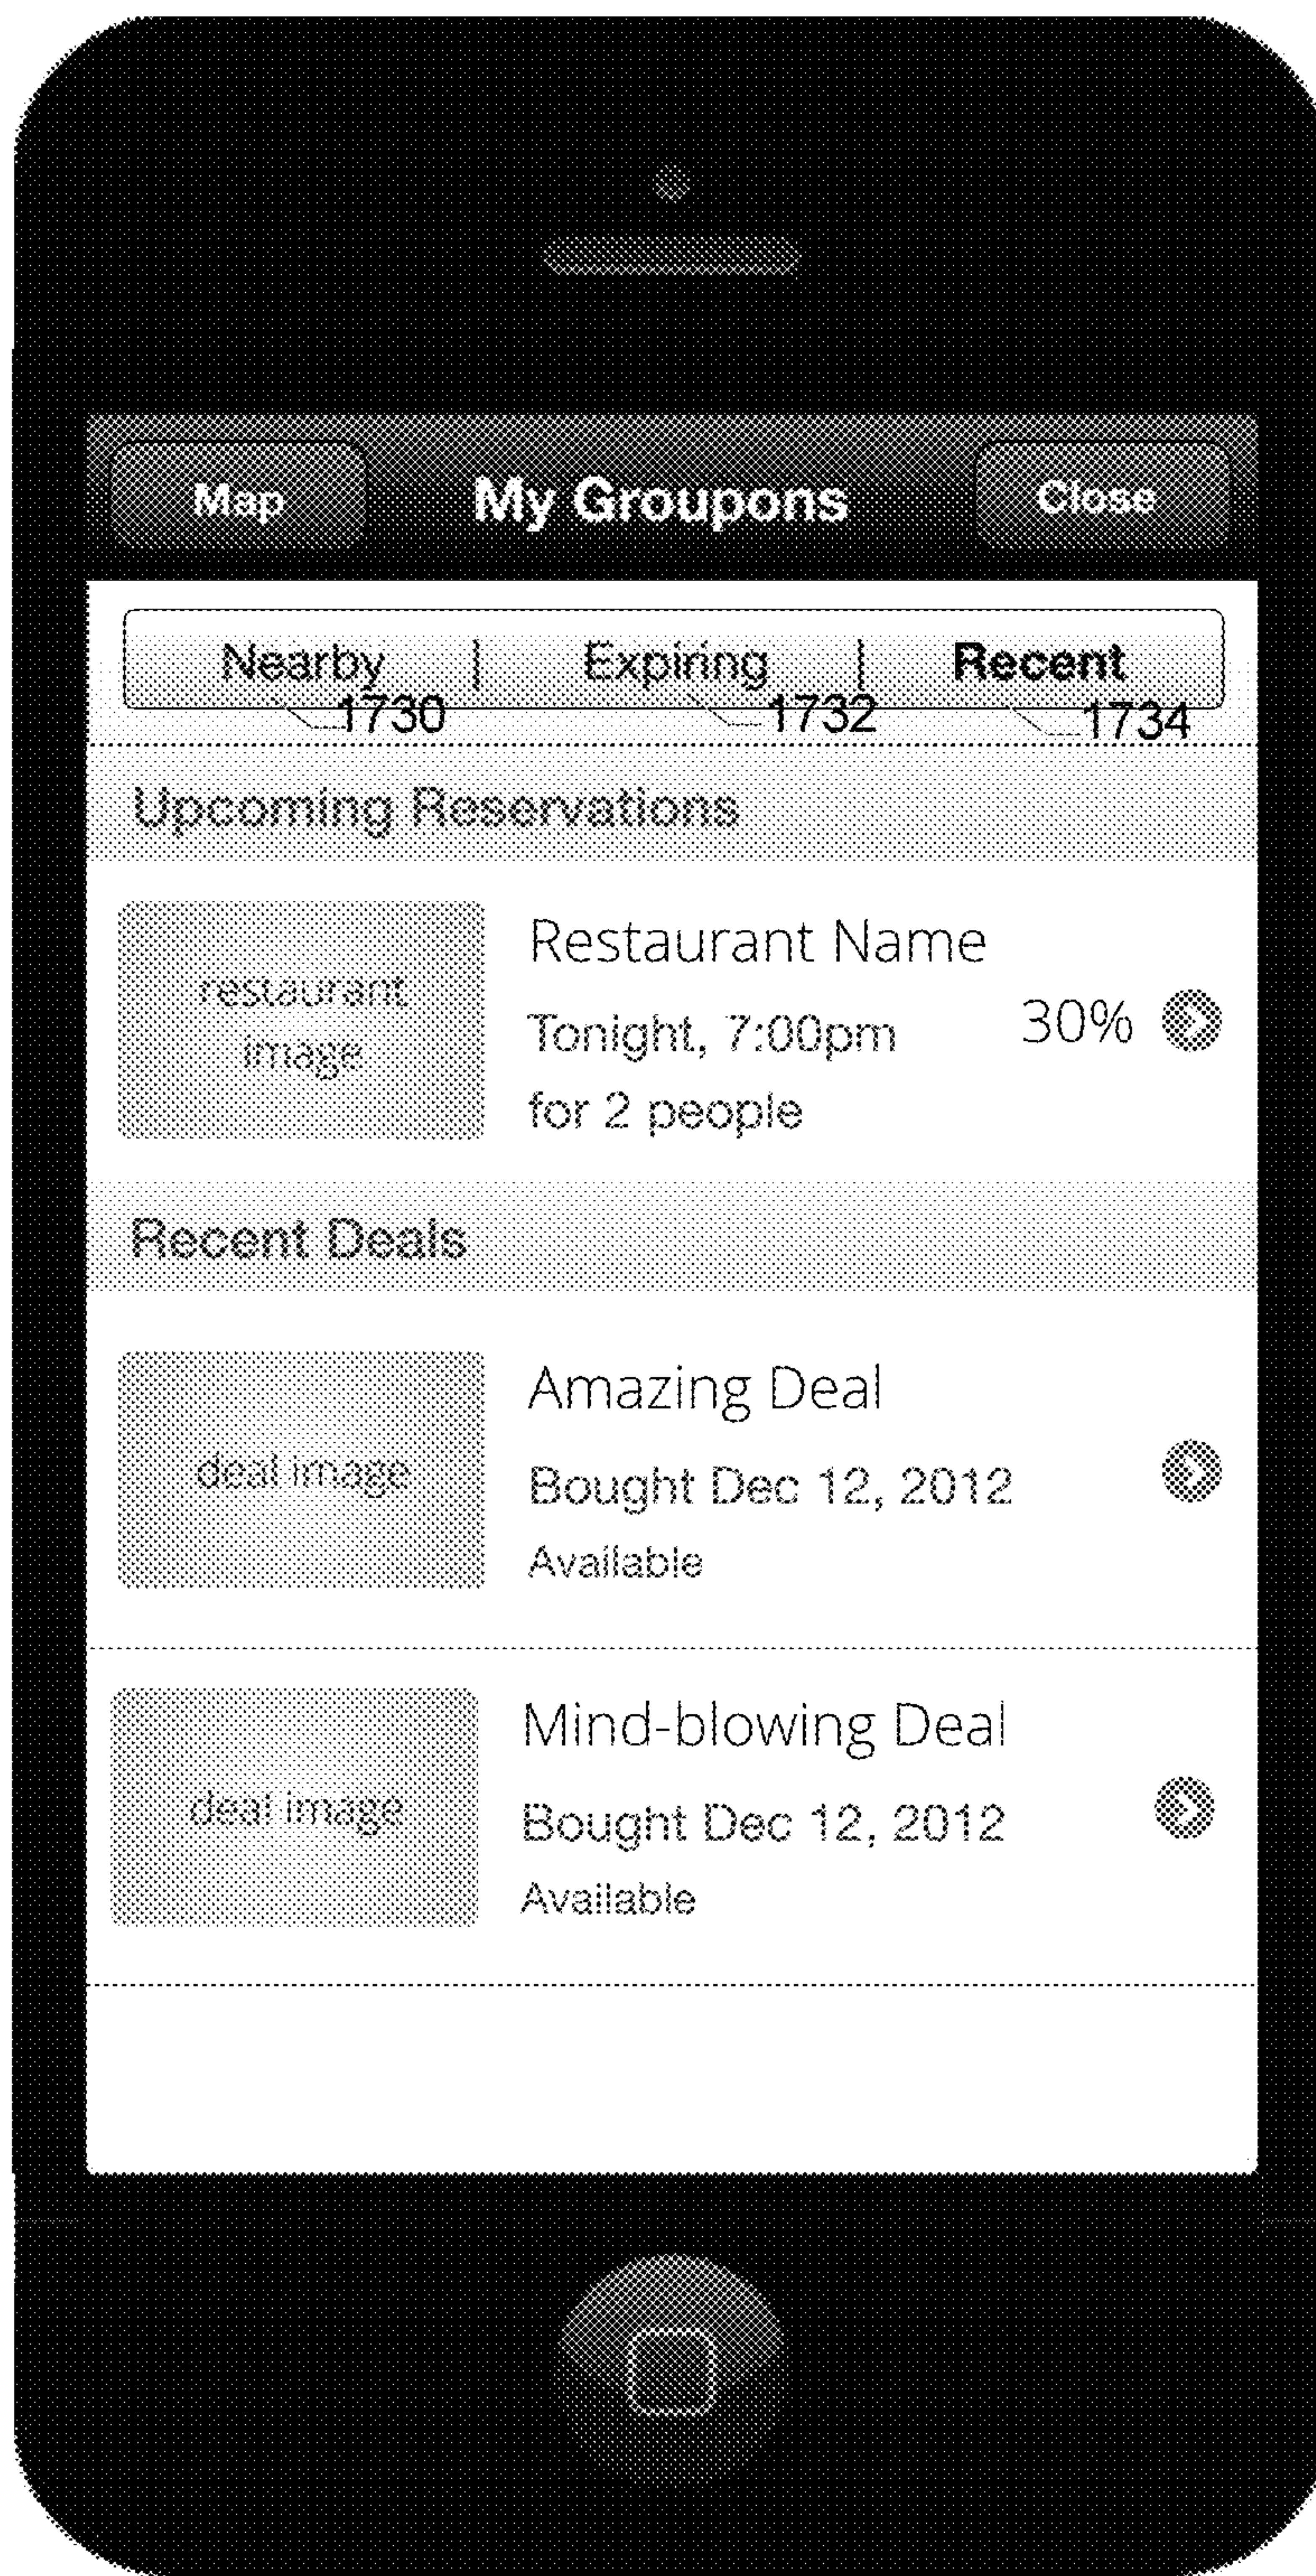 Map My Groupons Close
Nearby | Expiring | Recent
1730 1732 1734
Upcoming Reservations
restaurant
image
Restaurant Name
Tonight, 7:00pm
for 2 people
30%
Recent Deals
deal image
Amazing Deal
Bought Dec 12, 2012
Available
deal image
Mind-blowing Deal
Bought Dec 12, 2012
Available